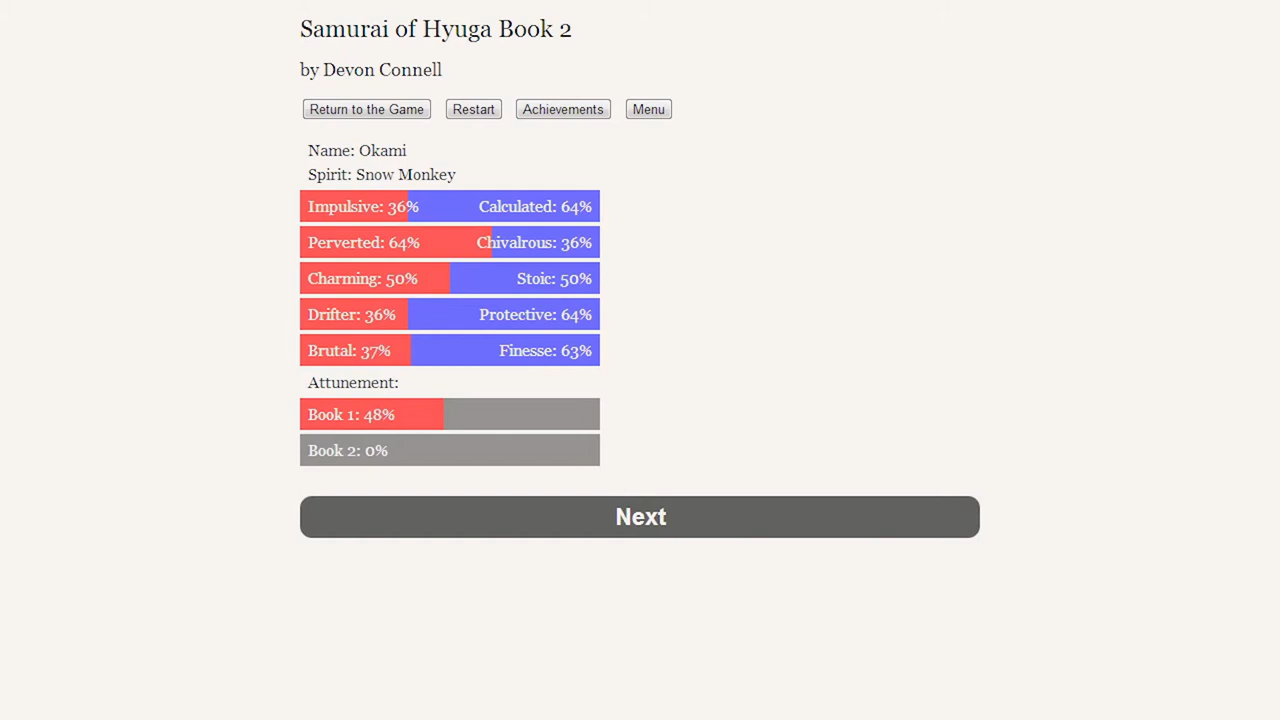 Samurai of Hyuga Book 2
by Devon Connell
Return to the Game Restart Achievements Menu
Name: Okami
Spirit: Snow Monkey
Impulsive: 36% Calculated: 64%
Perverted: 64% Chivalrous: 36%
Charming: 50% Stoic: 50%
Drifter: 36% Protective: 64%
Brutal: 37% Finesse: 63%
Attunement:
Book 1: 48%
Book 2: 0%
Next